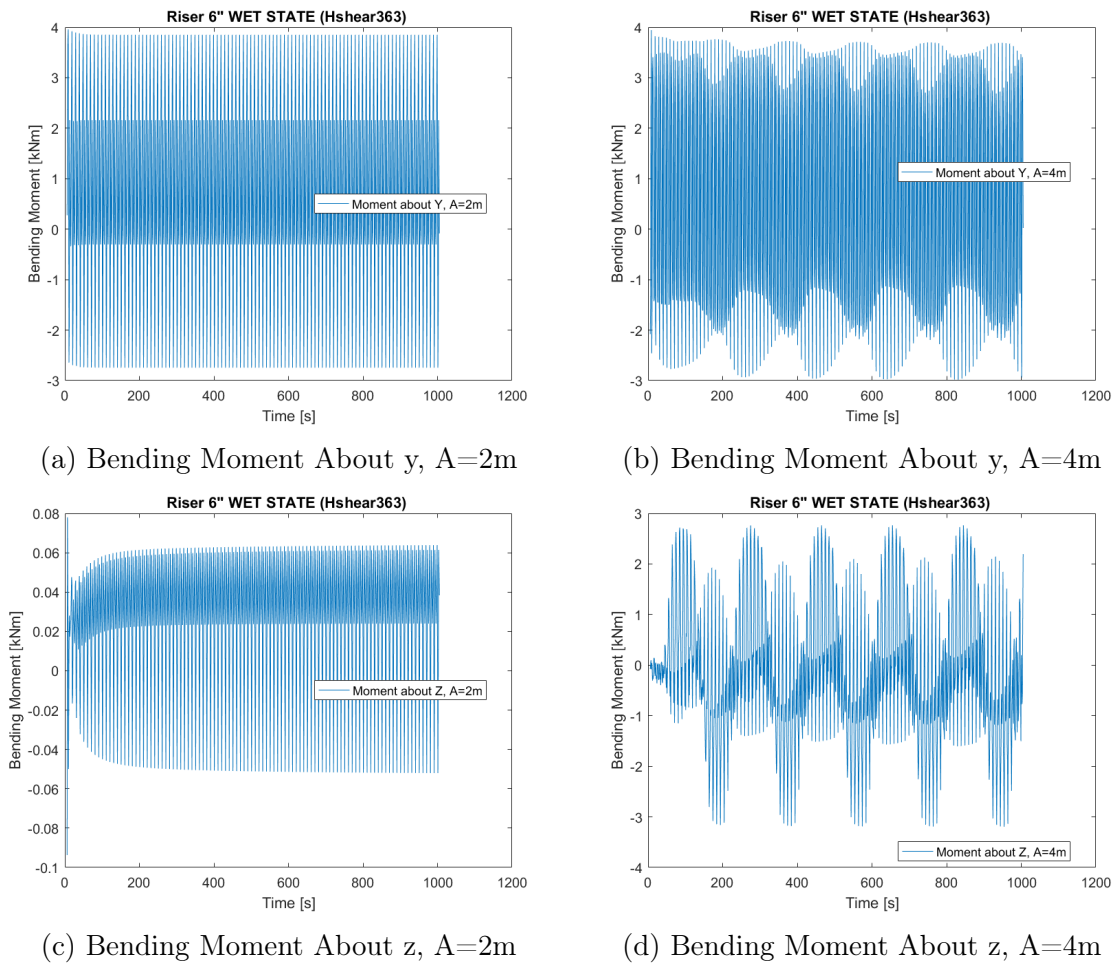 Riser 6" WET STATE (Hshear363)
4
3
2
1
0
-1
-2
-3
Bending Moment [kNm]
Moment about Y, A=2m
0 200 400 600 800 1000 1200
Time [s]
(a) Bending Moment About y, A=2m
Riser 6" WET STATE (Hshear363)
4
3
2
1
0
-1
-2
-3
Bending Moment [kNm]
Moment about Y, A=4m
0 200 400 600 800 1000 1200
Time [s]
(b) Bending Moment About y, A=4m
Riser 6" WET STATE (Hshear363)
0.08
0.06
0.04
0.02
0
-0.02
-0.04
-0.06
-0.08
-0.1
Bending Moment [kNm]
Moment about Z, A=2m
0 200 400 600 800 1000 1200
Time [s]
(c) Bending Moment About z, A=2m
Riser 6" WET STATE (Hshear363)
3
2
1
0
-1
-2
-3
-4
Bending Moment [kNm]
Moment about Z, A=4m
0 200 400 600 800 1000 1200
Time [s]
(d) Bending Moment About z, A=4m